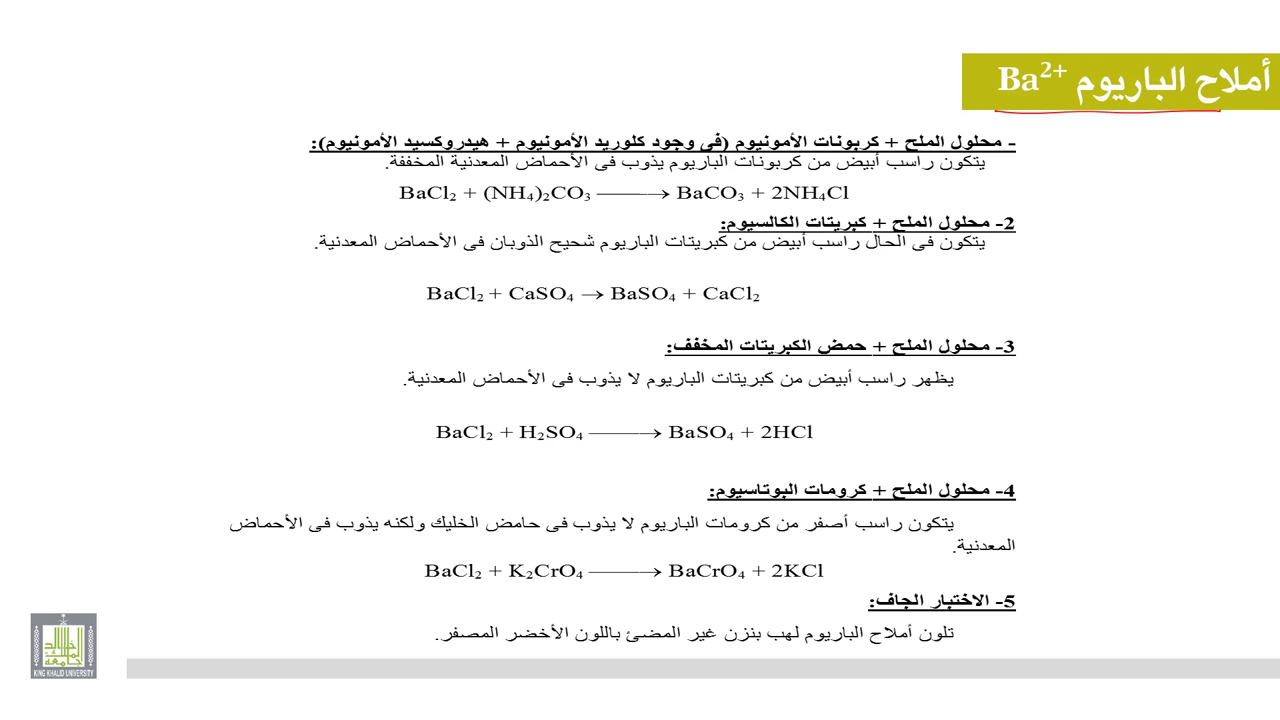 أملاح الباريوم Ba²⁺
- محلول الملح + كربونات الأمونيوم (فى وجود كلوريد الأمونيوم + هيدروكسيد الأمونيوم):
يتكون راسب أبيض من كربونات الباريوم يذوب فى الأحماض المعدنية المخففة.
BaCl₂ + (NH₄)₂CO₃ ———→ BaCO₃ + 2NH₄Cl
2- محلول الملح + كبريتات الكالسيوم:
يتكون فى الحال راسب أبيض من كبريتات الباريوم شحيح الذوبان فى الأحماض المعدنية.
BaCl₂ + CaSO₄ → BaSO₄ + CaCl₂
3- محلول الملح + حمض الكبريتات المخفف:
يظهر راسب أبيض من كبريتات الباريوم لا يذوب فى الأحماض المعدنية.
BaCl₂ + H₂SO₄ ———→ BaSO₄ + 2HCl
4- محلول الملح + كرومات البوتاسيوم:
يتكون راسب أصفر من كرومات الباريوم لا يذوب فى حامض الخليك ولكنه يذوب فى الأحماض
المعدنية.
BaCl₂ + K₂CrO₄ ———→ BaCrO₄ + 2KCl
5- الاختبار الجاف:
تلون أملاح الباريوم لهب بنزن غير المضئ باللون الأخضر المصفر.
جامعة الملك خالد
KING KHALID UNIVERSITY